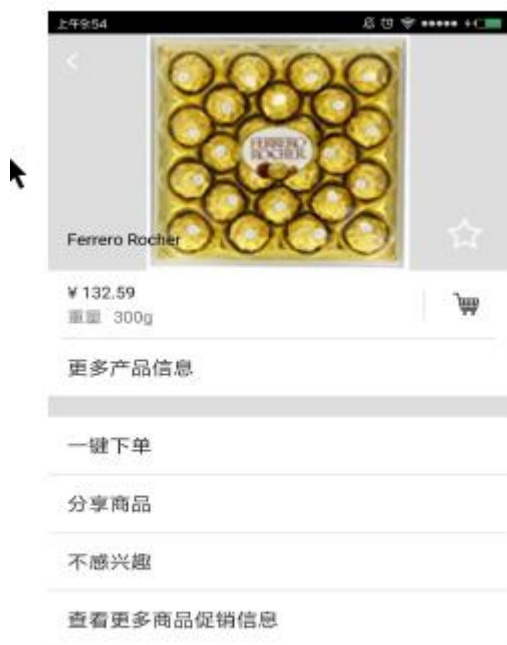 上午9:54
FERRERO
ROCHER
Ferrero Rocher
¥ 132.59
重量 300g
更多产品信息
一键下单
分享商品
不感兴趣
查看更多商品促销信息